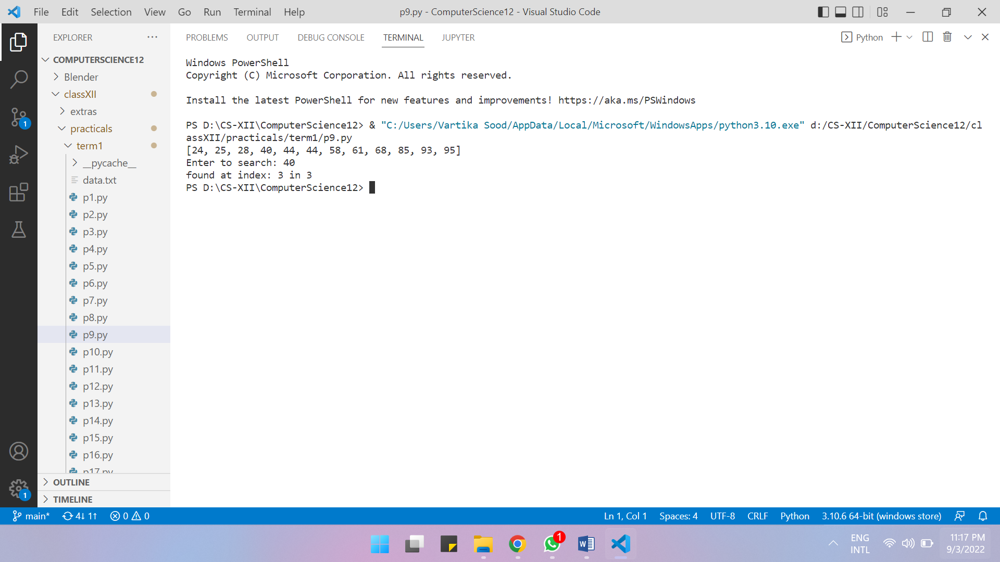 File Edit Selection View Go Run Terminal Help
p9.py - ComputerScience12 - Visual Studio Code
EXPLORER
COMPUTERSCIENCE12
Blender
classXII
extras
practicals
term1
__pycache__
data.txt
p1.py
p2.py
p3.py
p4.py
p5.py
p6.py
p7.py
p8.py
p9.py
p10.py
p11.py
p12.py
p13.py
p14.py
p15.py
p16.py
p17.py
OUTLINE
TIMELINE
1
1
PROBLEMS OUTPUT DEBUG CONSOLE TERMINAL JUPYTER
Python
Windows PowerShell
Copyright (C) Microsoft Corporation. All rights reserved.
Install the latest PowerShell for new features and improvements! https://aka.ms/PSWindows
PS D:\CS-XII\ComputerScience12> & "C:/Users/Vartika Sood/AppData/Local/Microsoft/WindowsApps/python3.10.exe" d:/CS-XII/ComputerScience12/cl
assXII/practicals/term1/p9.py
[24, 25, 28, 40, 44, 44, 58, 61, 68, 85, 93, 95]
Enter to search: 40
found at index: 3 in 3
PS D:\CS-XII\ComputerScience12>
main* 4↓ 1↑ 0 0
Ln 1, Col 1 Spaces: 4 UTF-8 CRLF Python 3.10.6 64-bit (windows store)
1
ENG
INTL
11:17 PM
9/3/2022